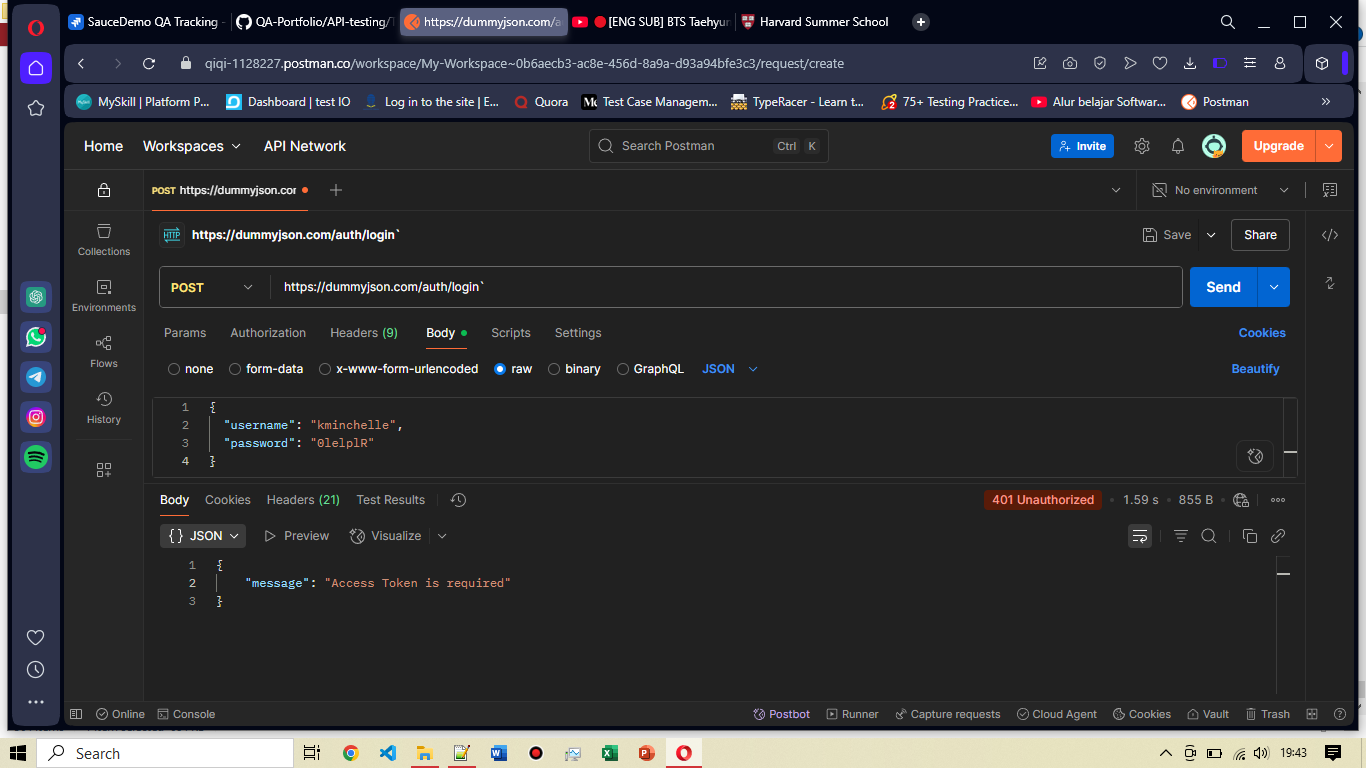 SauceDemo QA Tracking -
QA-Portfolio/API-testing/
https://dummyjson.com/a
[ENG SUB] BTS Taehyu
Harvard Summer School
qiqi-1128227.postman.co/workspace/My-Workspace~0b6aecb3-ac8e-456d-8a9a-d93a94bfe3c3/request/create
MySkill | Platform P...
Dashboard | test IO
Log in to the site | E...
Quora
Test Case Managem...
TypeRacer - Learn t...
75+ Testing Practice...
Alur belajar Softwar...
Postman
Home
Workspaces
API Network
Search Postman
Ctrl
K
Invite
Upgrade
POST https://dummyjson.cor
No environment
HTTP
https://dummyjson.com/auth/login`
Save
Share
Collections
Environments
Flows
History
POST
https://dummyjson.com/auth/login`
Send
Params
Authorization
Headers (9)
Body
Scripts
Settings
Cookies
none
form-data
x-www-form-urlencoded
raw
binary
GraphQL
JSON
Beautify
1 {
2 "username": "kminchelle",
3 "password": "0lelplR"
4 }
Body
Cookies
Headers (21)
Test Results
401 Unauthorized
1.59 s
855 B
{} JSON
Preview
Visualize
1 {
2 "message": "Access Token is required"
3 }
Online
Console
Postbot
Runner
Capture requests
Cloud Agent
Cookies
Vault
Trash
Search
19:43